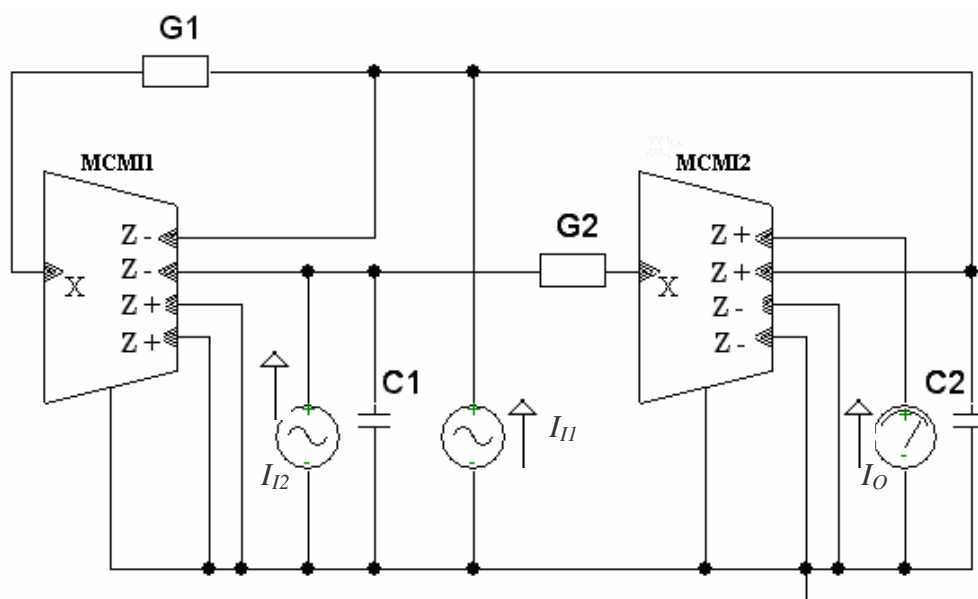 G1
MCMI1
MCMI2
Z -
Z -
Z +
Z +
X
G2
Z +
Z +
Z -
Z -
X
C1
C2
I_{I2}
I_{I1}
I_O